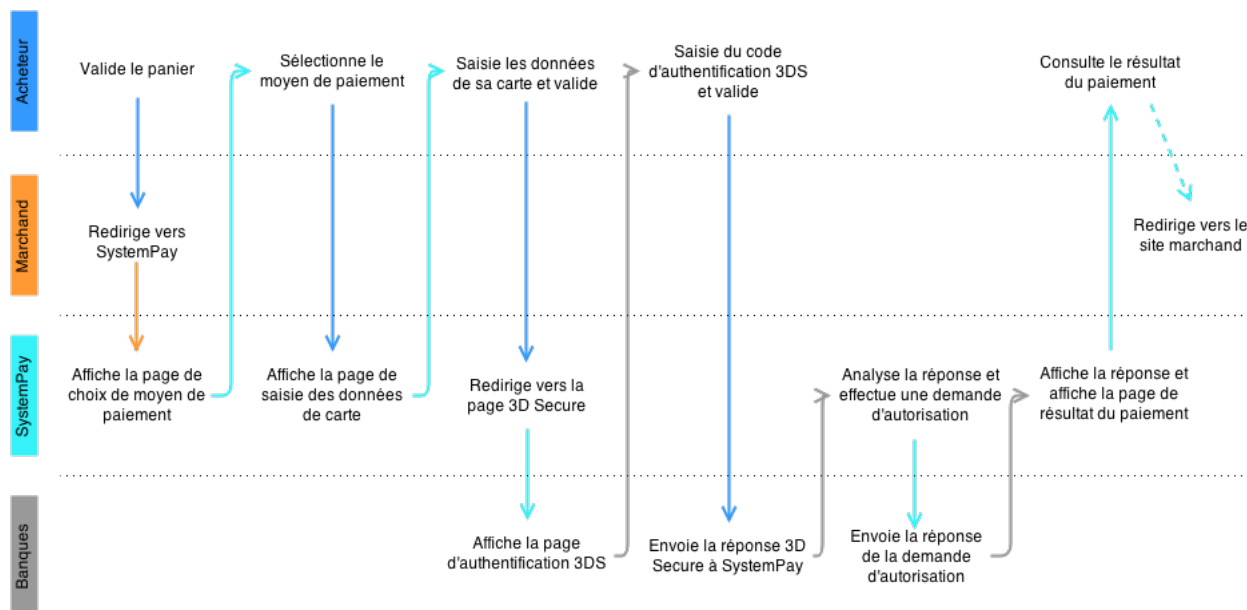 Acheteur
Valide le panier
Sélectionne le
moyen de paiement
Saisie les données
de sa carte et valide
Saisie du code
d'authentification 3DS
et valide
Consulte le résultat
du paiement
Marchand
Redirige vers
SystemPay
Redirige vers le
site marchand
SystemPay
Affiche la page de
choix de moyen de
paiement
Affiche la page de
saisie des données
de carte
Redirige vers la
page 3D Secure
Analyse la réponse et
effectue une demande
d'autorisation
Affiche la réponse et
affiche la page de
résultat du paiement
Banques
Affiche la page
d'authentification 3DS
Envoie la réponse 3D
Secure à SystemPay
Envoie la réponse
de la demande
d'autorisation